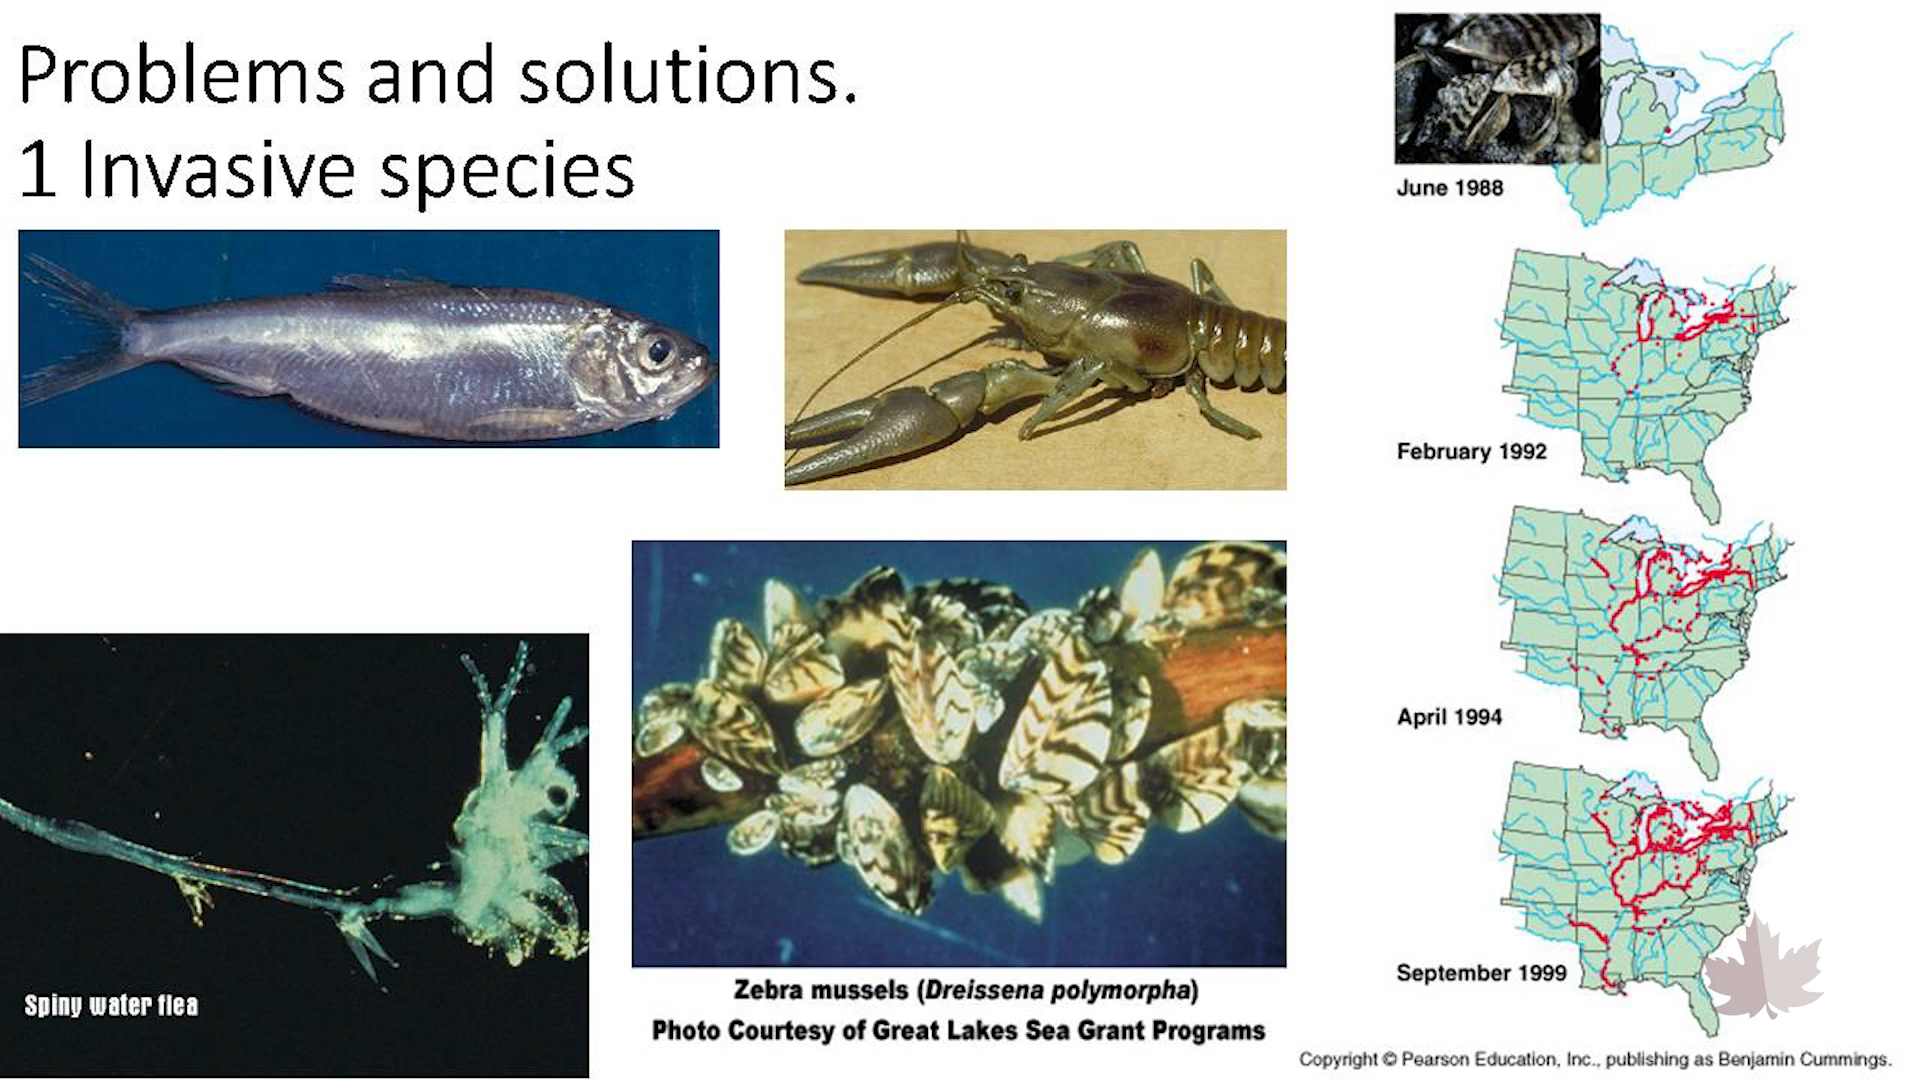 Problems and solutions.
1 Invasive species
June 1988
February 1992
April 1994
September 1999
Spiny water flea
Zebra mussels (Dreissena polymorpha)
Photo Courtesy of Great Lakes Sea Grant Programs
Copyright © Pearson Education, Inc., publishing as Benjamin Cummings.